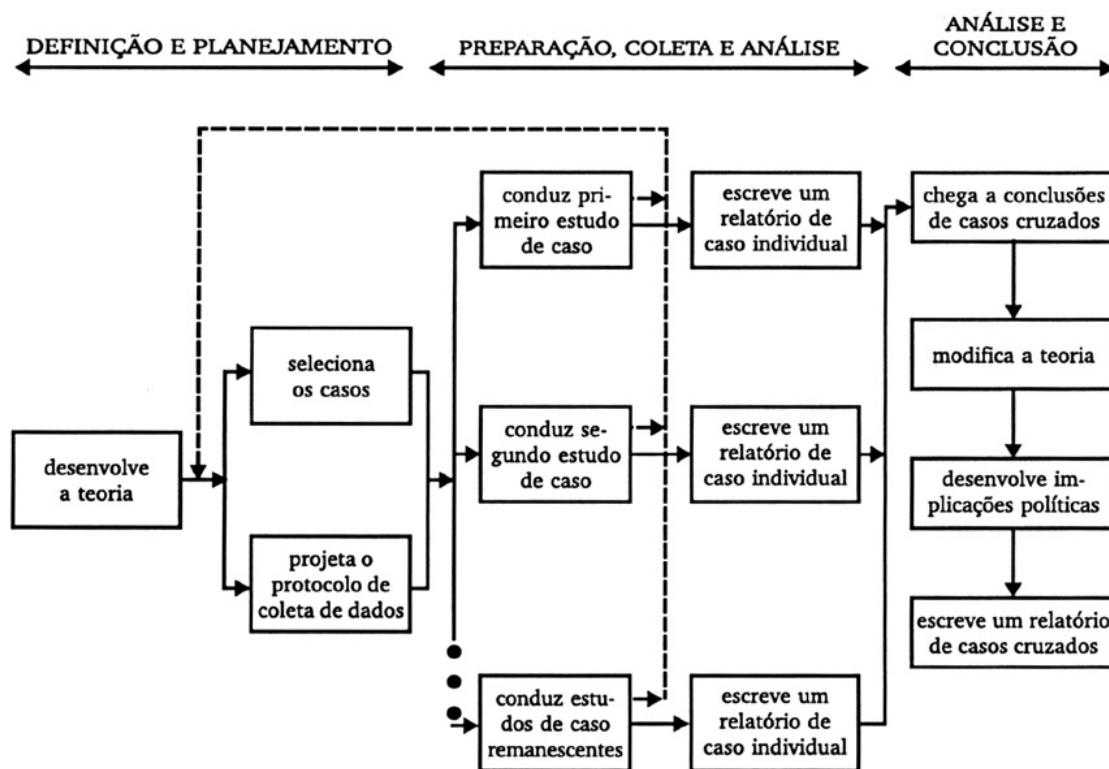 DEFINIÇÃO E PLANEJAMENTO
PREPARAÇÃO, COLETA E ANÁLISE
ANÁLISE E
CONCLUSÃO
desenvolve
a teoria
seleciona
os casos
projeta o
protocolo de
coleta de dados
conduz pri-
meiro estudo
de caso
escreve um
relatório de
caso individual
conduz se-
gundo estudo
de caso
escreve um
relatório de
caso individual
conduz estu-
dos de caso
remanescentes
escreve um
relatório de
caso individual
chega a conclusões
de casos cruzados
modifica a teoria
desenvolve im-
plicações políticas
escreve um relatório
de casos cruzados